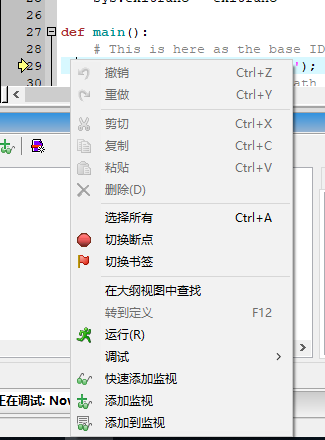 26
27 def main():
28 # This is here as the base ID
29 ');
30 ath
撤销 Ctrl+Z
重做 Ctrl+Y
剪切 Ctrl+X
复制 Ctrl+C
粘贴 Ctrl+V
删除(D)
选择所有 Ctrl+A
切换断点
切换书签
在大纲视图中查找
转到定义 F12
运行(R)
调试
快速添加监视
添加监视
添加到监视
正在调试: Nov